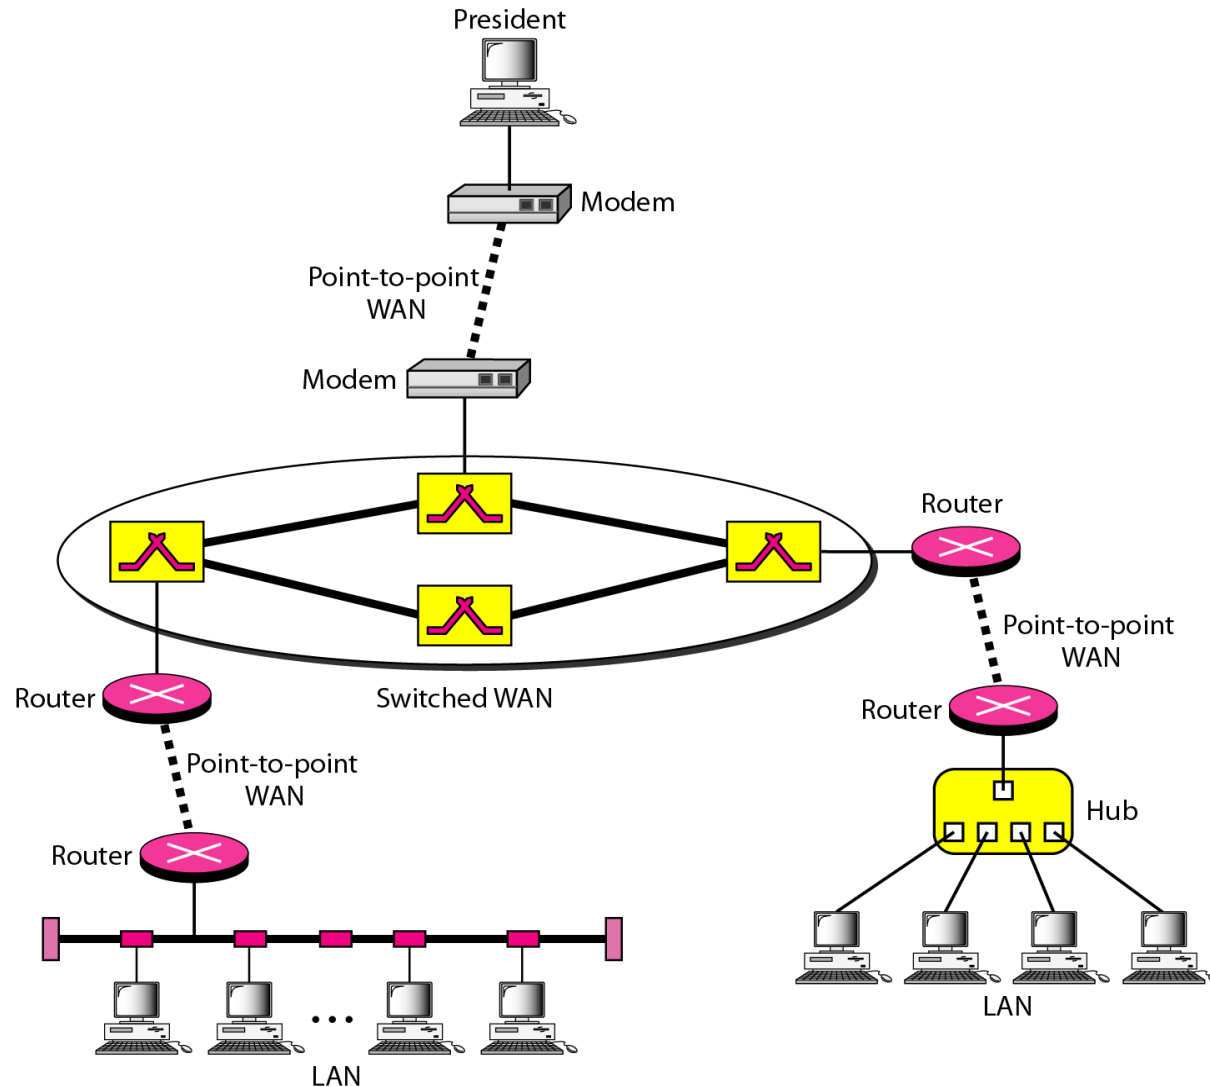 President
Modem
Point-to-point
WAN
Modem
Router
Point-to-point
WAN
Router
Switched WAN
Router
Point-to-point
WAN
Hub
Router
LAN
LAN